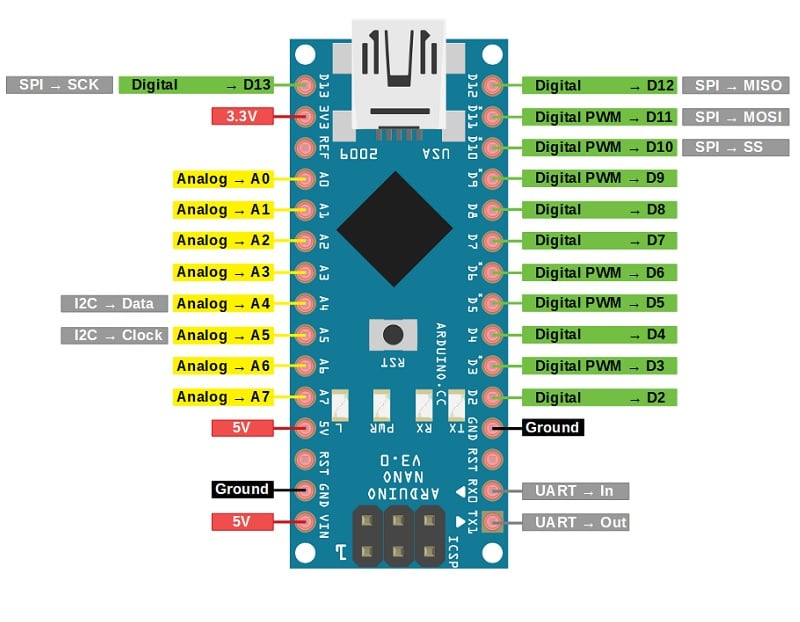 SPI → SCK Digital → D13 D13 D12 Digital → D12 SPI → MISO
3.3V 3V3 D11* Digital PWM → D11 SPI → MOSI
REF 2009 USA D10* Digital PWM → D10 SPI → SS
Analog → A0 A0 D9* Digital PWM → D9
Analog → A1 A1 D8 Digital → D8
Analog → A2 A2 D7 Digital → D7
Analog → A3 A3 D6* Digital PWM → D6
I2C → Data Analog → A4 A4 D5* Digital PWM → D5
I2C → Clock Analog → A5 A5 D4 Digital → D4
RST
ARDUINO.CC
Analog → A6 A6 D3* Digital PWM → D3
Analog → A7 A7 D2 Digital → D2
5V 5V L PWR RX TX GND Ground
RST V3.0 RST
NANO
Ground GND ARDUINO RX0 UART → In
5V VIN TX1 UART → Out
1 ICSP